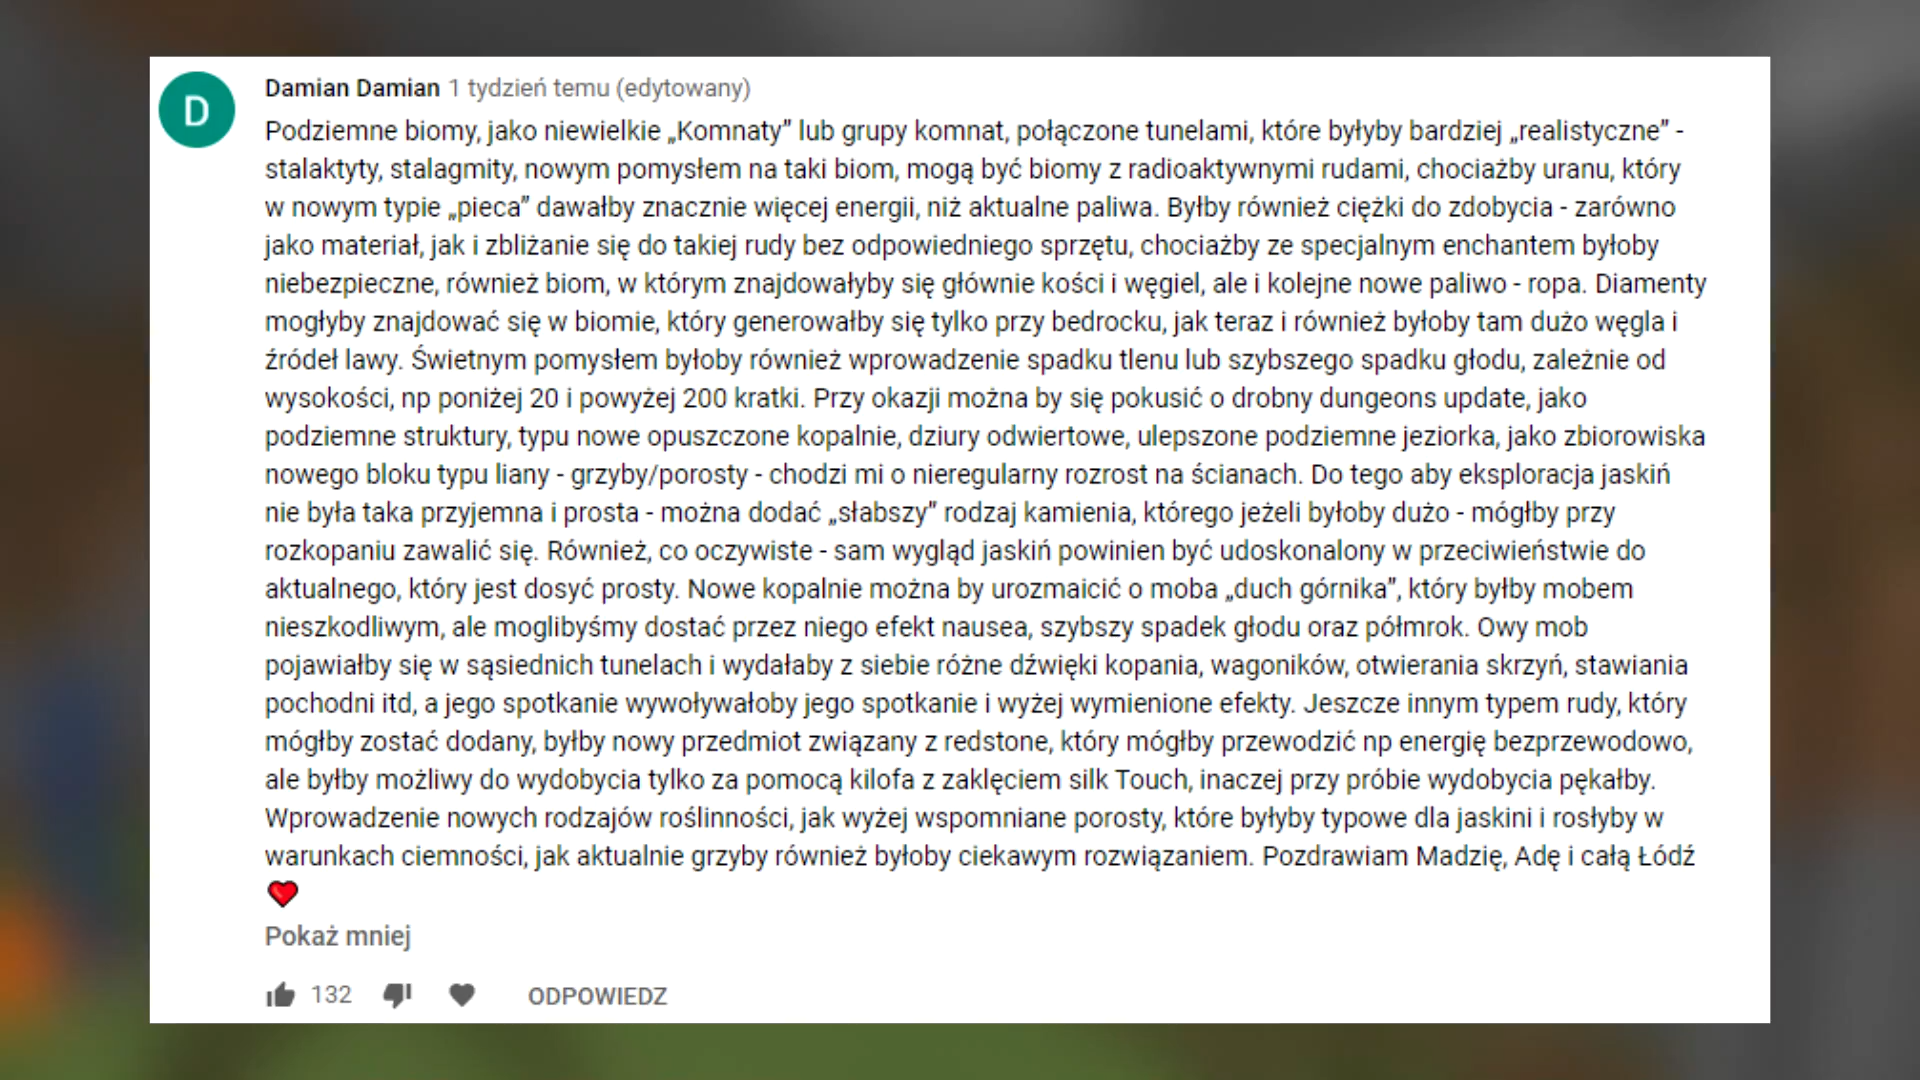 D
Damian Damian 1 tydzień temu (edytowany)
Podziemne biomy, jako niewielkie „Komnaty” lub grupy komnat, połączone tunelami, które byłyby bardziej „realistyczne” -
stalaktyty, stalagmity, nowym pomysłem na taki biom, mogą być biomy z radioaktywnymi rudami, chociażby uranu, który
w nowym typie „pieca” dawałby znacznie więcej energii, niż aktualne paliwa. Byłby również ciężki do zdobycia - zarówno
jako materiał, jak i zbliżanie się do takiej rudy bez odpowiedniego sprzętu, chociażby ze specjalnym enchantem byłoby
niebezpieczne, również biom, w którym znajdowałyby się głównie kości i węgiel, ale i kolejne nowe paliwo - ropa. Diamenty
mogłyby znajdować się w biomie, który generowałby się tylko przy bedrocku, jak teraz i również byłoby tam dużo węgla i
źródeł lawy. Świetnym pomysłem byłoby również wprowadzenie spadku tlenu lub szybszego spadku głodu, zależnie od
wysokości, np poniżej 20 i powyżej 200 kratki. Przy okazji można by się pokusić o drobny dungeons update, jako
podziemne struktury, typu nowe opuszczone kopalnie, dziury odwiertowe, ulepszone podziemne jeziorka, jako zbiorowiska
nowego bloku typu liany - grzyby/porosty - chodzi mi o nieregularny rozrost na ścianach. Do tego aby eksploracja jaskiń
nie była taka przyjemna i prosta - można dodać „słabszy” rodzaj kamienia, którego jeżeli byłoby dużo - mógłby przy
rozkopaniu zawalić się. Również, co oczywiste - sam wygląd jaskiń powinien być udoskonalony w przeciwieństwie do
aktualnego, który jest dosyć prosty. Nowe kopalnie można by urozmaicić o moba „duch górnika”, który byłby mobem
nieszkodliwym, ale moglibyśmy dostać przez niego efekt nausea, szybszy spadek głodu oraz półmrok. Owy mob
pojawiałby się w sąsiednich tunelach i wydałaby z siebie różne dźwięki kopania, wagoników, otwierania skrzyń, stawiania
pochodni itd, a jego spotkanie wywoływałoby jego spotkanie i wyżej wymienione efekty. Jeszcze innym typem rudy, który
mógłby zostać dodany, byłby nowy przedmiot związany z redstone, który mógłby przewodzić np energię bezprzewodowo,
ale byłby możliwy do wydobycia tylko za pomocą kilofa z zaklęciem silk Touch, inaczej przy próbie wydobycia pękałby.
Wprowadzenie nowych rodzajów roślinności, jak wyżej wspomniane porosty, które byłyby typowe dla jaskini i rosłyby w
warunkach ciemności, jak aktualnie grzyby również byłoby ciekawym rozwiązaniem. Pozdrawiam Madzię, Adę i całą Łódź
❤️
Pokaż mniej
132 ODPOWIEDZ